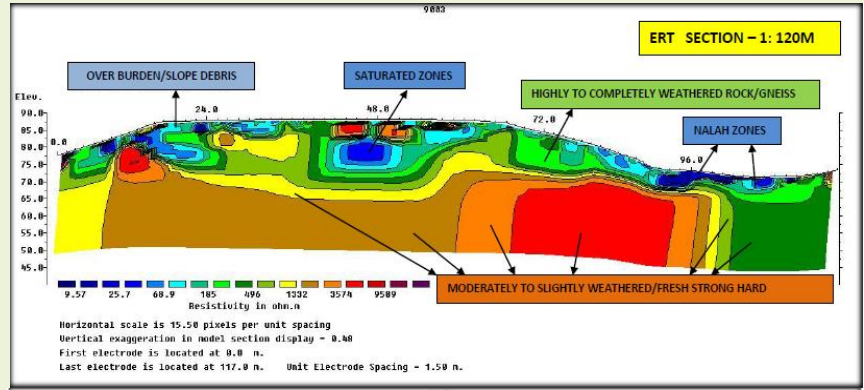 9003
ERT SECTION – 1: 120M
OVER BURDEN/SLOPE DEBRIS
SATURATED ZONES
HIGHLY TO COMPLETELY WEATHERED ROCK/GNEISS
NALAH ZONES
Elev.
90.0
85.0
80.0
75.0
70.0
65.0
60.0
55.0
50.0
45.0
0.0
24.0
48.0
72.0
96.0
MODERATELY TO SLIGHTLY WEATHERED/FRESH STRONG HARD
9.57 25.7 68.9 185 496 1332 3574 9589
Resistivity in ohm.m
Horizontal scale is 15.50 pixels per unit spacing
Vertical exaggeration in model section display = 0.40
First electrode is located at 0.0 m.
Last electrode is located at 117.0 m. Unit Electrode Spacing = 1.50 m.